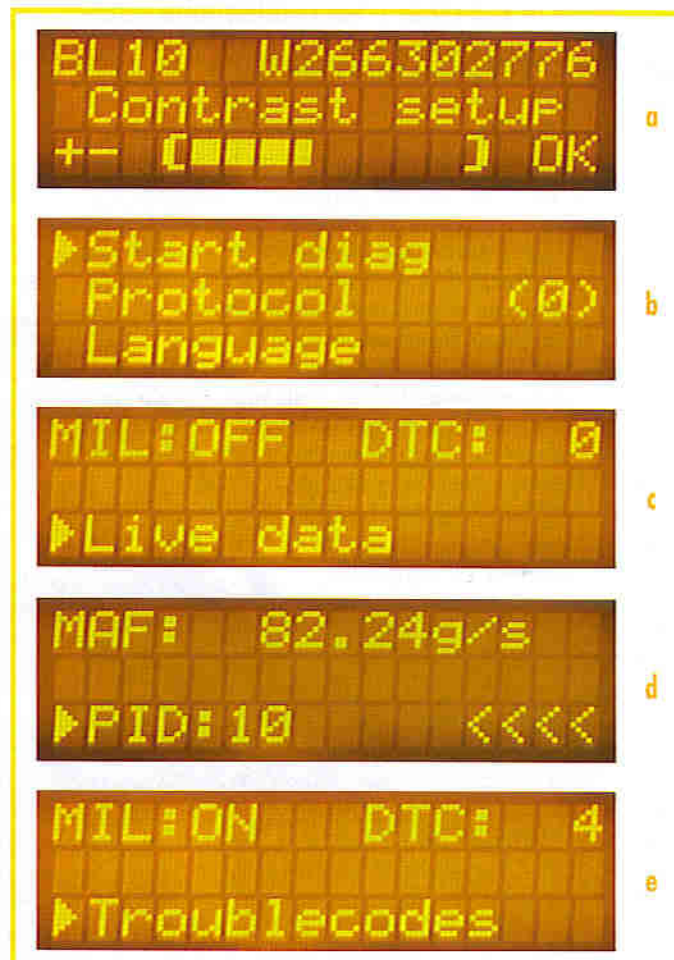 BL10 W266302776
Contrast setup
+- [ ] OK
a
▶Start diag
Protocol (0)
Language
b
MIL:OFF DTC: 0
▶Live data
c
MAF: 82.24g/s
▶PID:10 <<<<
d
MIL:ON DTC: 4
▶Troublecodes
e